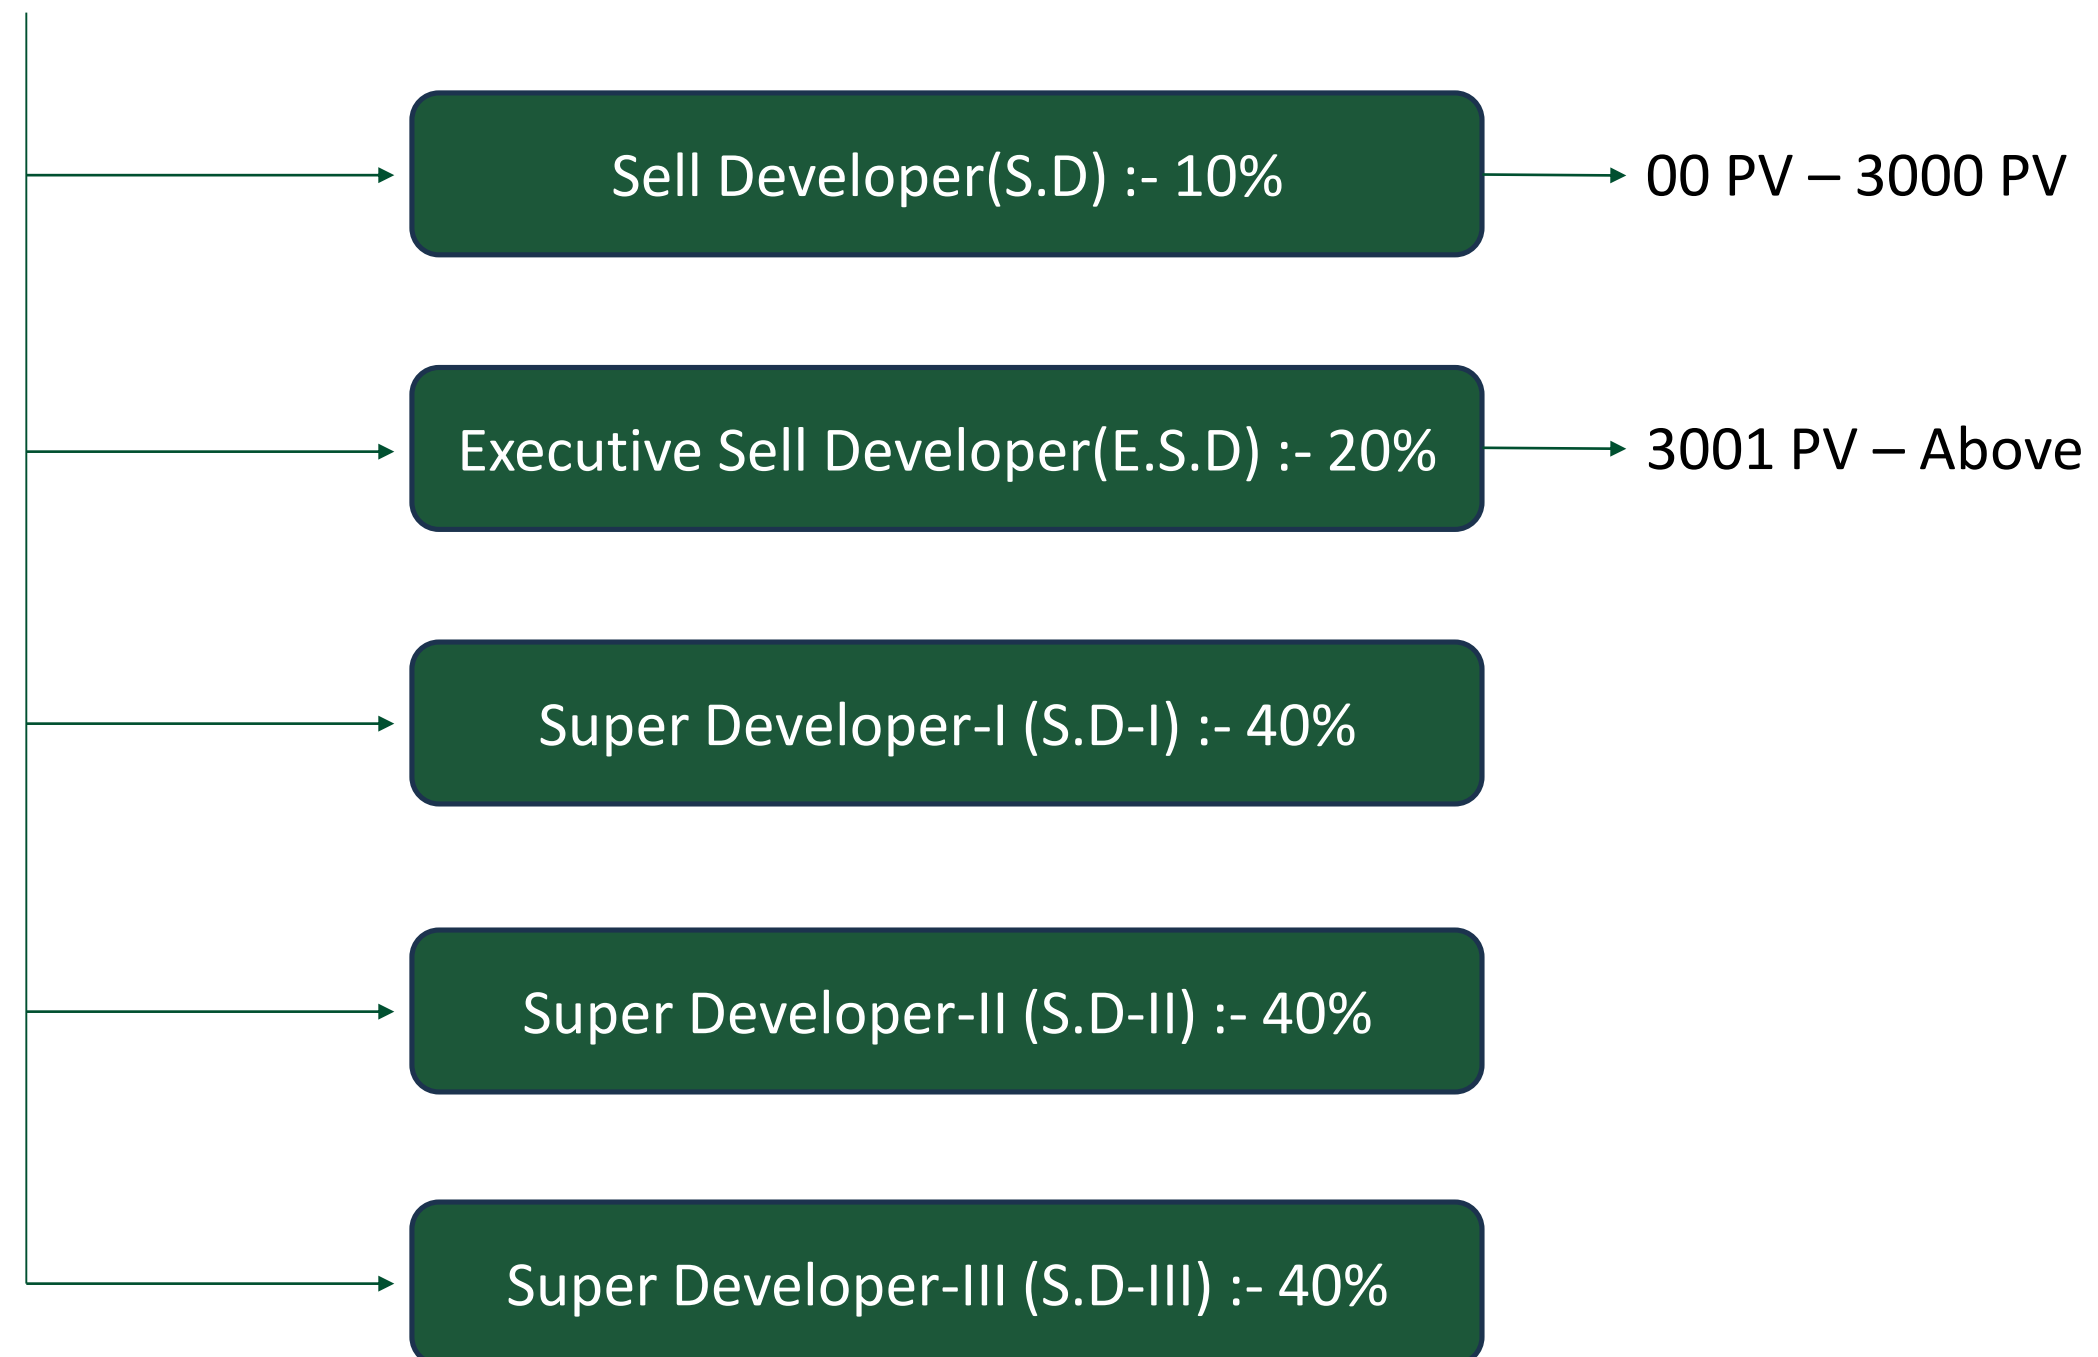 Sell Developer(S.D) :- 10%
00 PV – 3000 PV
Executive Sell Developer(E.S.D) :- 20%
3001 PV – Above
Super Developer-I (S.D-I) :- 40%
Super Developer-II (S.D-II) :- 40%
Super Developer-III (S.D-III) :- 40%